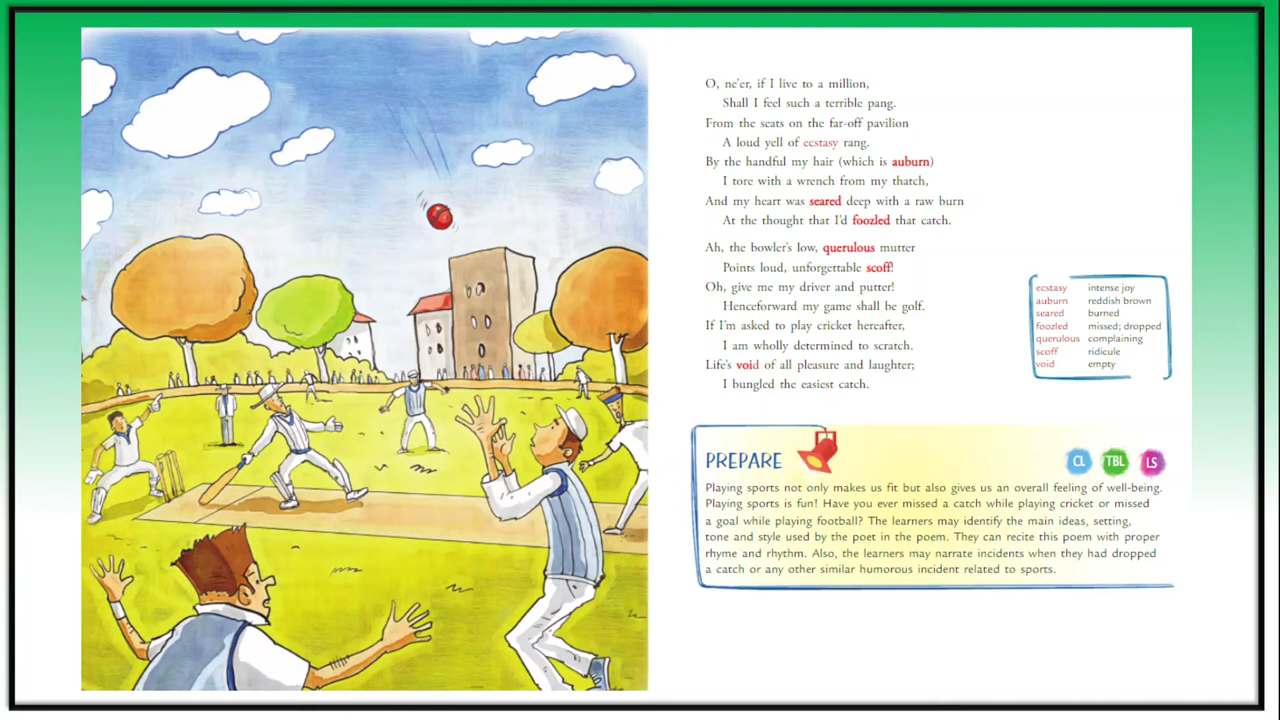 O, ne'er, if I live to a million,
Shall I feel such a terrible pang.
From the seats on the far-off pavilion
A loud yell of ecstasy rang.
By the handful my hair (which is auburn)
I tore with a wrench from my thatch,
And my heart was seared deep with a raw burn
At the thought that I'd foozled that catch.
Ah, the bowler's low, querulous mutter
Points loud, unforgettable scoff!
Oh, give me my driver and putter!
Henceforward my game shall be golf.
If I'm asked to play cricket hereafter,
I am wholly determined to scratch.
Life's void of all pleasure and laughter;
I bungled the easiest catch.
ecstasy intense joy
auburn reddish brown
seared burned
foozled missed; dropped
querulous complaining
scoff ridicule
void empty
PREPARE
CL TBL LS
Playing sports not only makes us fit but also gives us an overall feeling of well-being.
Playing sports is fun! Have you ever missed a catch while playing cricket or missed
a goal while playing football? The learners may identify the main ideas, setting,
tone and style used by the poet in the poem. They can recite this poem with proper
rhyme and rhythm. Also, the learners may narrate incidents when they had dropped
a catch or any other similar humorous incident related to sports.